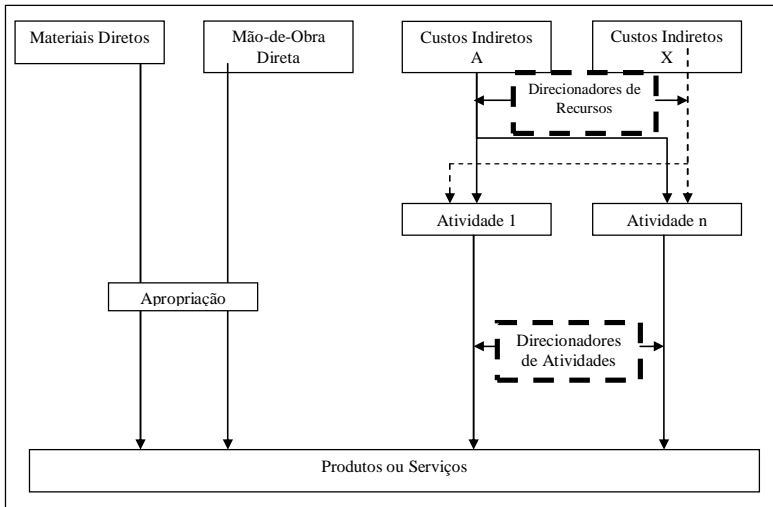 Materiais Diretos
Mão-de-Obra
Direta
Custos Indiretos
A
Custos Indiretos
X
Direcionadores de
Recursos
Atividade 1
Atividade n
Apropriação
Direcionadores
de Atividades
Produtos ou Serviços